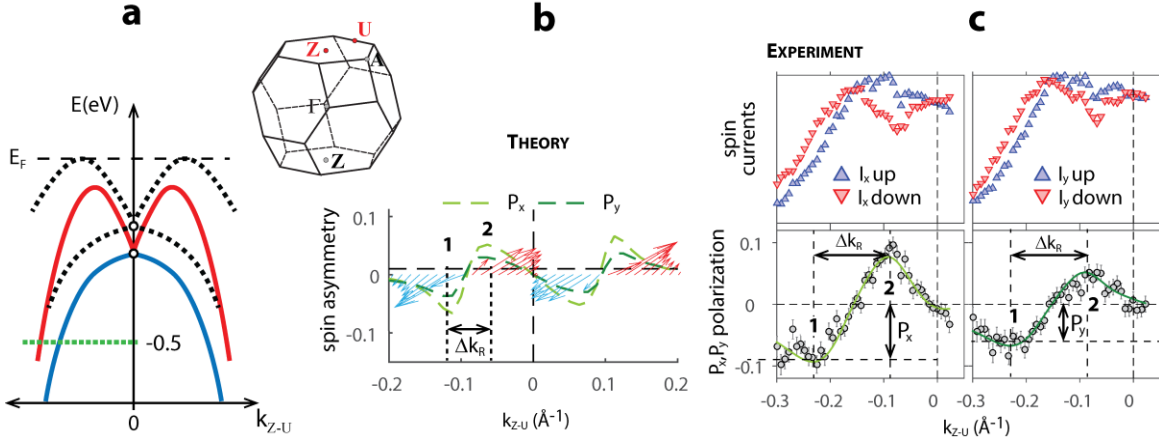 a
E(eV)
E_F
-0.5
0
k_Z-U
Z
U
A
Γ
Z
b
THEORY
P_x P_y
spin asymmetry
0.1
0
-0.1
1
2
Δk_R
-0.2 -0.1 0 0.1 0.2
k_Z-U (Å⁻¹)
c
EXPERIMENT
spin currents
I_x up
I_x down
I_y up
I_y down
P_x,P_y polarization
0.1
0
-0.1
Δk_R
1
2
P_x
Δk_R
1
2
P_y
-0.3 -0.2 -0.1 0
-0.3 -0.2 -0.1 0
k_Z-U (Å⁻¹)